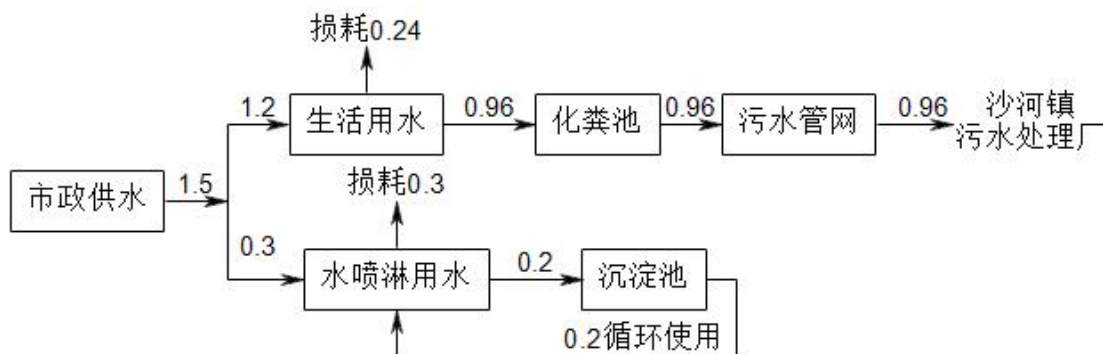 损耗0.24
1.2
生活用水
0.96
化粪池
0.96
污水管网
0.96
沙河镇
污水处理厂
市政供水
1.5
损耗0.3
0.3
水喷淋用水
0.2
沉淀池
0.2循环使用